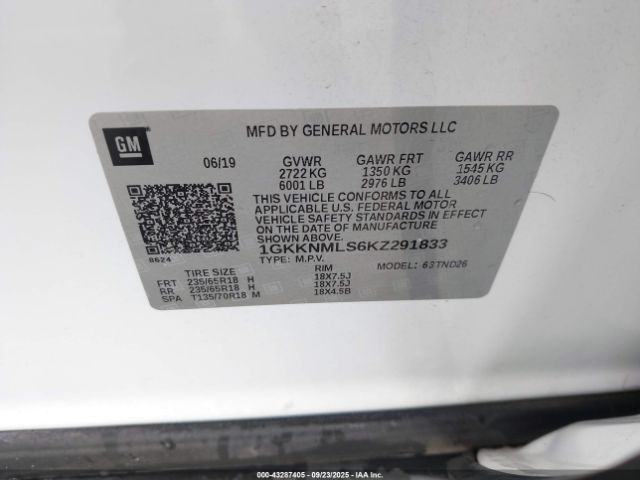 GM
MFD BY GENERAL MOTORS LLC
06/19 GVWR GAWR FRT GAWR RR
2722 KG 1350 KG 1545 KG
6001 LB 2976 LB 3406 LB
THIS VEHICLE CONFORMS TO ALL
APPLICABLE U.S. FEDERAL MOTOR
VEHICLE SAFETY STANDARDS IN EFFECT
ON THE DATE OF MANUFACTURE
SHOWN ABOVE.
1GKKNMLS6KZ291833
8624
TYPE: M.P.V. MODEL: 63TND26
TIRE SIZE RIM
FRT 235/65R18 H 18X7.5J
RR 235/65R18 H 18X7.5J
SPA T135/70R18 M 18X4.5B
000-43287405 - 09/23/2025 - IAAI.COM